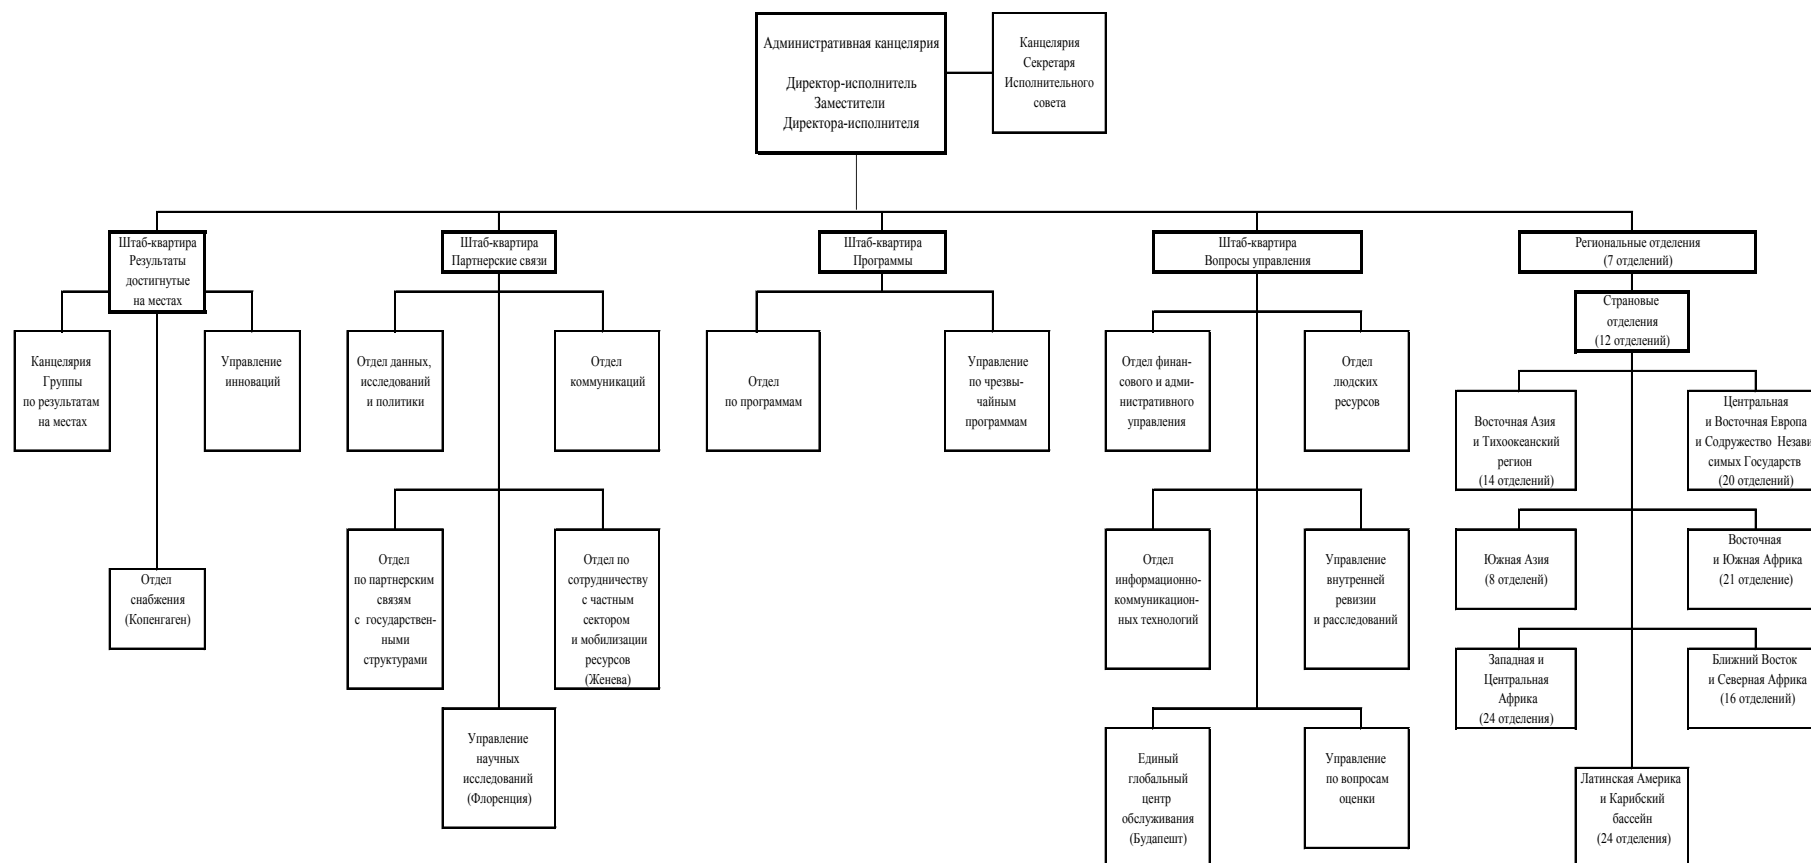 Административная канцелярия
Директор-исполнитель
Заместители
Директора-исполнителя
Канцелярия
Секретаря
Исполнительного
совета
Штаб-квартира
Результаты
достигнутые
на местах
Штаб-квартира
Партнерские связи
Штаб-квартира
Программы
Штаб-квартира
Вопросы управления
Региональные отделения
(7 отделений)
Страновые
отделения
(12 отделений)
Канцелярия
Группы
по результатам
на местах
Управление
инноваций
Отдел данных,
исследований
и политики
Отдел
коммуникаций
Отдел
по программам
Управление
по чрезвы-
чайным
программам
Отдел финан-
сового и адми-
нистративного
управления
Отдел
людских
ресурсов
Восточная Азия
и Тихоокеанский
регион
(14 отделений)
Центральная
и Восточная Европа
и Содружество Незави
симых Государств
(20 отделений)
Отдел
снабжения
(Копенгаген)
Отдел
по партнерским
связям
с государствен-
ными
структурами
Отдел по
сотрудничеству
с частным
сектором
и мобилизации
ресурсов
(Женева)
Отдел
информационно-
коммуникацион-
ных технологий
Управление
внутренней
ревизии
и расследований
Южная Азия
(8 отделенй)
Восточная
и Южная Африка
(21 отделение)
Западная и
Центральная
Африка
(24 отделения)
Ближний Восток
и Северная Африка
(16 отделений)
Управление
научных
исследований
(Флоренция)
Единый
глобальный
центр
обслуживания
(Будапешт)
Управление
по вопросам
оценки
Латинская Америка
и Карибский
бассейн
(24 отделения)